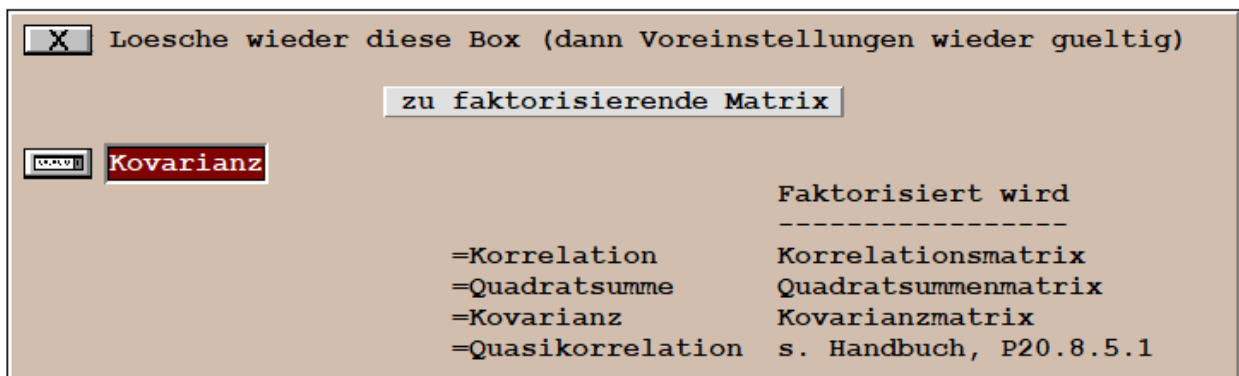 X Loesche wieder diese Box (dann Voreinstellungen wieder gueltig)
zu faktorisierende Matrix
Kovarianz
Faktorisiert wird
-----------------
=Korrelation Korrelationsmatrix
=Quadratsumme Quadratsummenmatrix
=Kovarianz Kovarianzmatrix
=Quasikorrelation s. Handbuch, P20.8.5.1